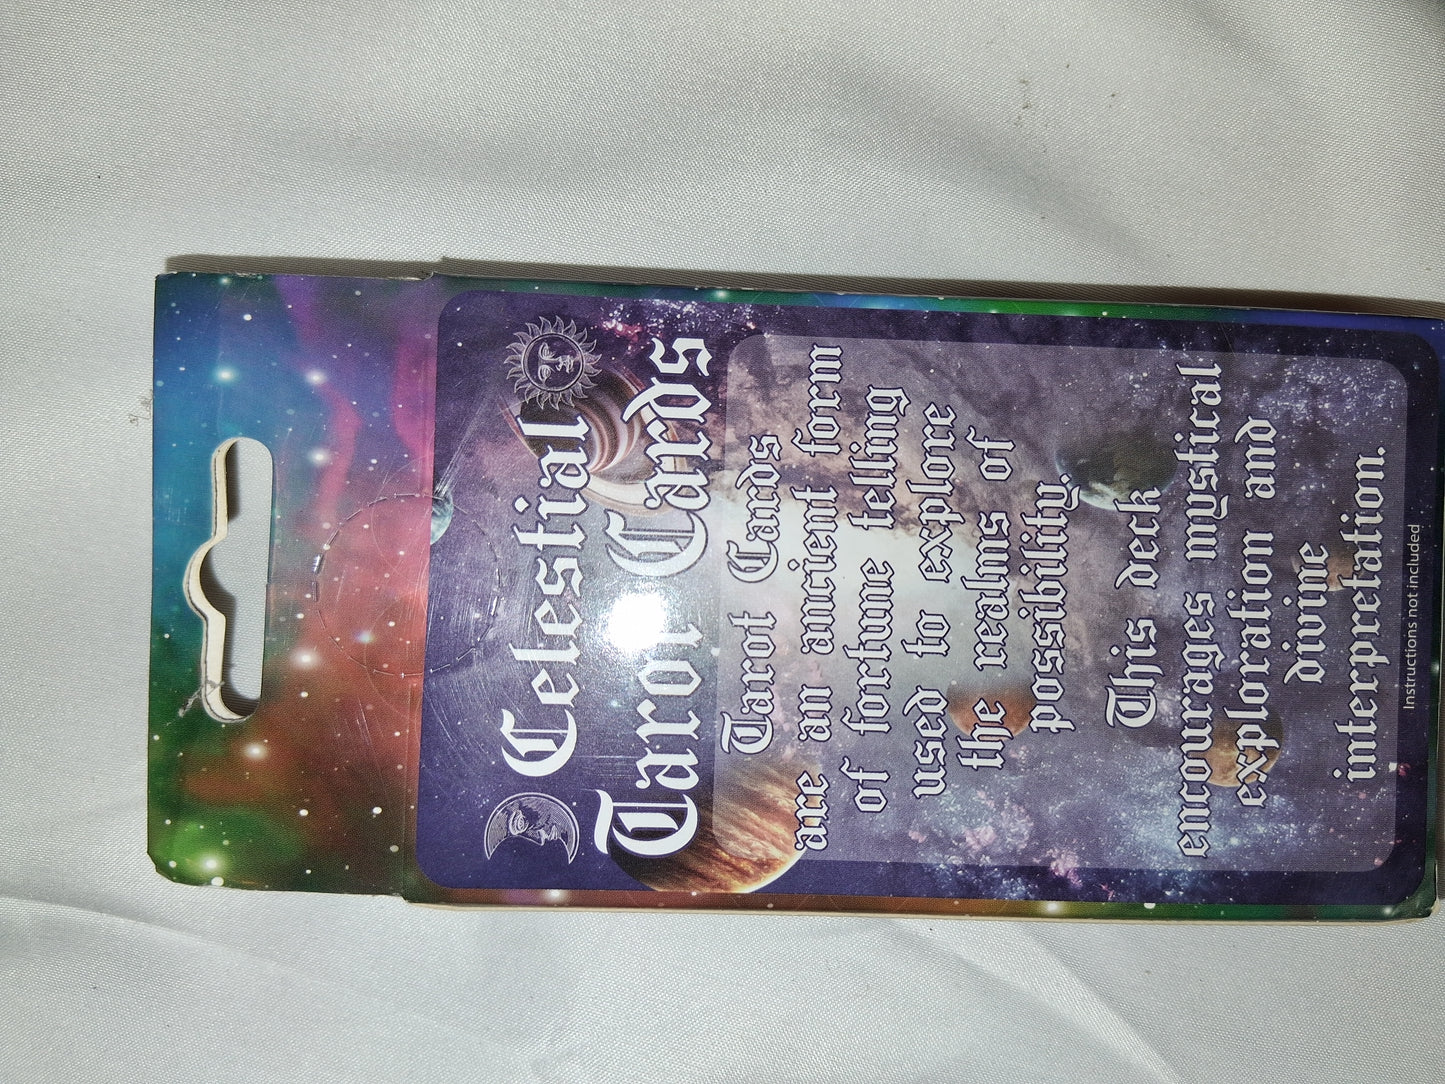 Celestial
Tarot Cards
Tarot Cards
are an ancient form
of fortune telling
used to explore
the realms of
possibility.
This deck
encourages mystical
exploration and
divine
interpretation.
Instructions not included